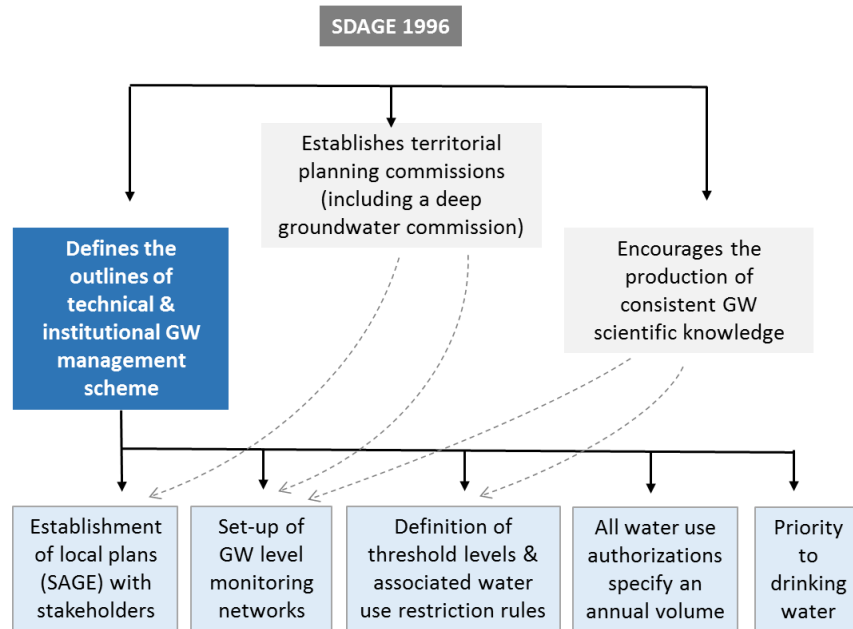 SDAGE 1996
Establishes territorial
planning commissions
(including a deep
groundwater commission)
Defines the
outlines of
technical &
institutional GW
management
scheme
Encourages the
production of
consistent GW
scientific knowledge
Establishment
of local plans
(SAGE) with
stakeholders
Set-up of
GW level
monitoring
networks
Definition of
threshold levels &
associated water
use restriction rules
All water use
authorizations
specify an
annual volume
Priority
to
drinking
water